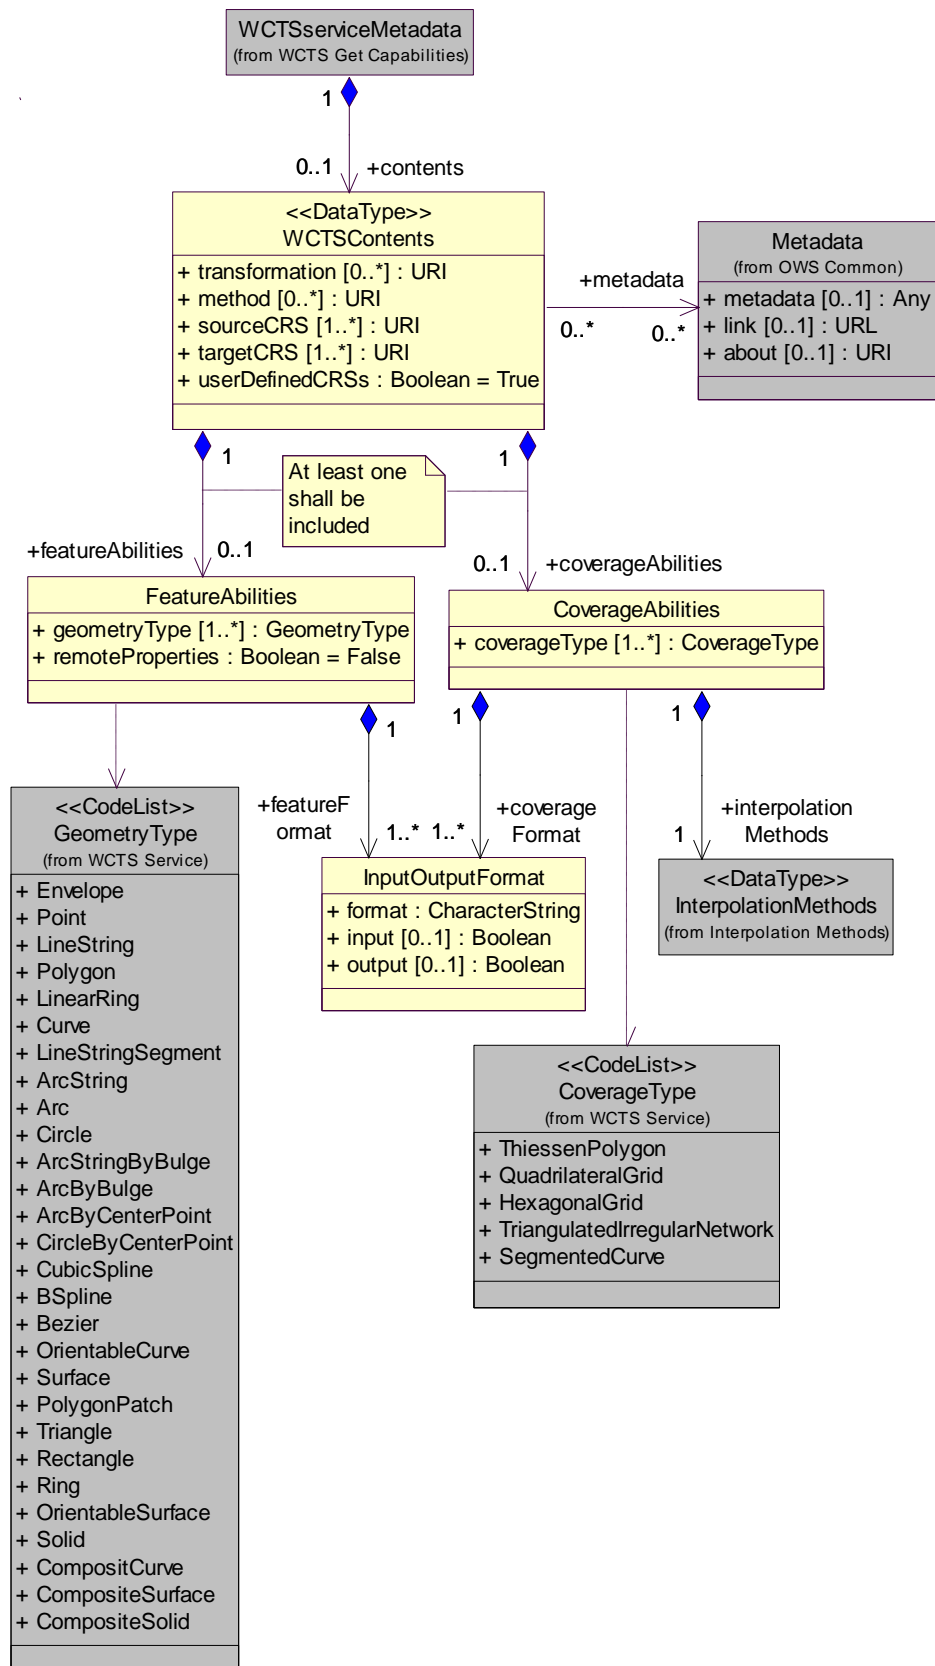 WCTSserviceMetadata
(from WCTS Get Capabilities)
1
0..1
+contents
<<DataType>>
WCTSContents
+ transformation [0..*] : URI
+ method [0..*] : URI
+ sourceCRS [1..*] : URI
+ targetCRS [1..*] : URI
+ userDefinedCRSs : Boolean = True
+metadata
0..*
0..*
Metadata
(from OWS Common)
+ metadata [0..1] : Any
+ link [0..1] : URL
+ about [0..1] : URI
1
1
At least one
shall be
included
+featureAbilities
0..1
0..1
+coverageAbilities
FeatureAbilities
+ geometryType [1..*] : GeometryType
+ remoteProperties : Boolean = False
CoverageAbilities
+ coverageType [1..*] : CoverageType
1
1
1
+featureF
ormat
1..*
1..*
+coverage
Format
1
+interpolation
Methods
<<CodeList>>
GeometryType
(from WCTS Service)
+ Envelope
+ Point
+ LineString
+ Polygon
+ LinearRing
+ Curve
+ LineStringSegment
+ ArcString
+ Arc
+ Circle
+ ArcStringByBulge
+ ArcByBulge
+ ArcByCenterPoint
+ CircleByCenterPoint
+ CubicSpline
+ BSpline
+ Bezier
+ OrientableCurve
+ Surface
+ PolygonPatch
+ Triangle
+ Rectangle
+ Ring
+ OrientableSurface
+ Solid
+ CompositCurve
+ CompositeSurface
+ CompositeSolid
InputOutputFormat
+ format : CharacterString
+ input [0..1] : Boolean
+ output [0..1] : Boolean
<<DataType>>
InterpolationMethods
(from Interpolation Methods)
<<CodeList>>
CoverageType
(from WCTS Service)
+ ThiessenPolygon
+ QuadrilateralGrid
+ HexagonalGrid
+ TriangulatedIrregularNetwork
+ SegmentedCurve